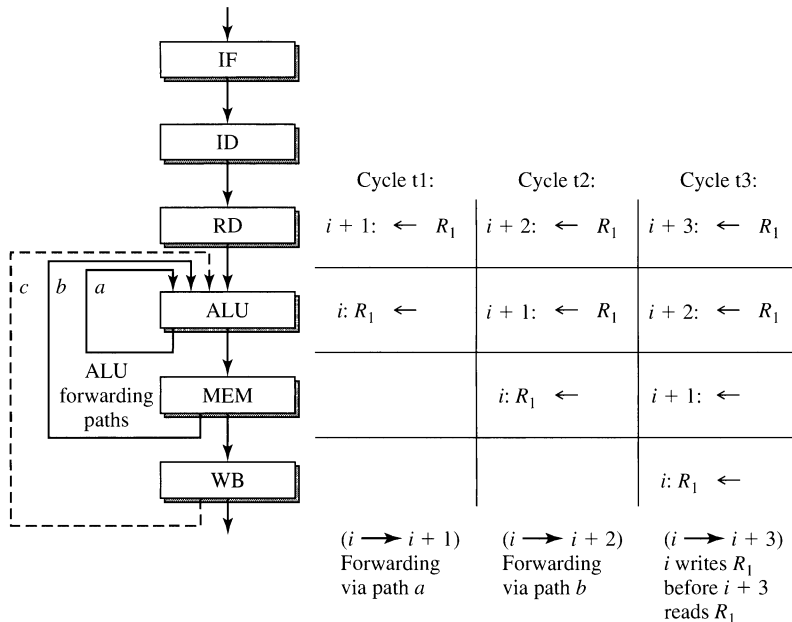 IF
ID
Cycle t1: Cycle t2: Cycle t3:
RD
i + 1: ← R1 i + 2: ← R1 i + 3: ← R1
c b a
ALU
i: R1 ← i + 1: ← R1 i + 2: ← R1
ALU
forwarding
paths
MEM
i: R1 ← i + 1: ←
WB
i: R1 ←
(i → i + 1) (i → i + 2) (i → i + 3)
Forwarding Forwarding i writes R1
via path a via path b before i + 3
reads R1